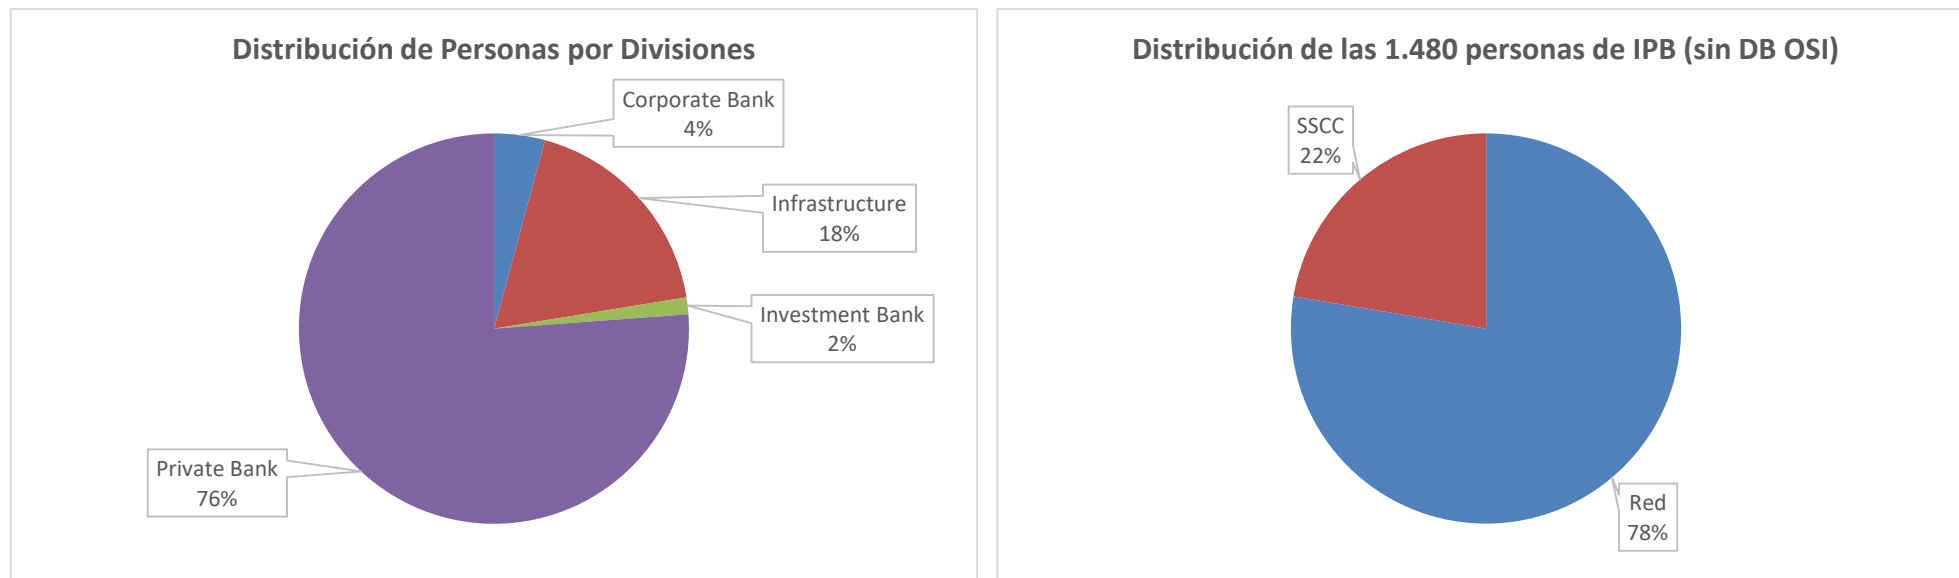 Distribución de Personas por Divisiones
Corporate Bank
4%
Infrastructure
18%
Investment Bank
2%
Private Bank
76%
Distribución de las 1.480 personas de IPB (sin DB OSI)
SSCC
22%
Red
78%